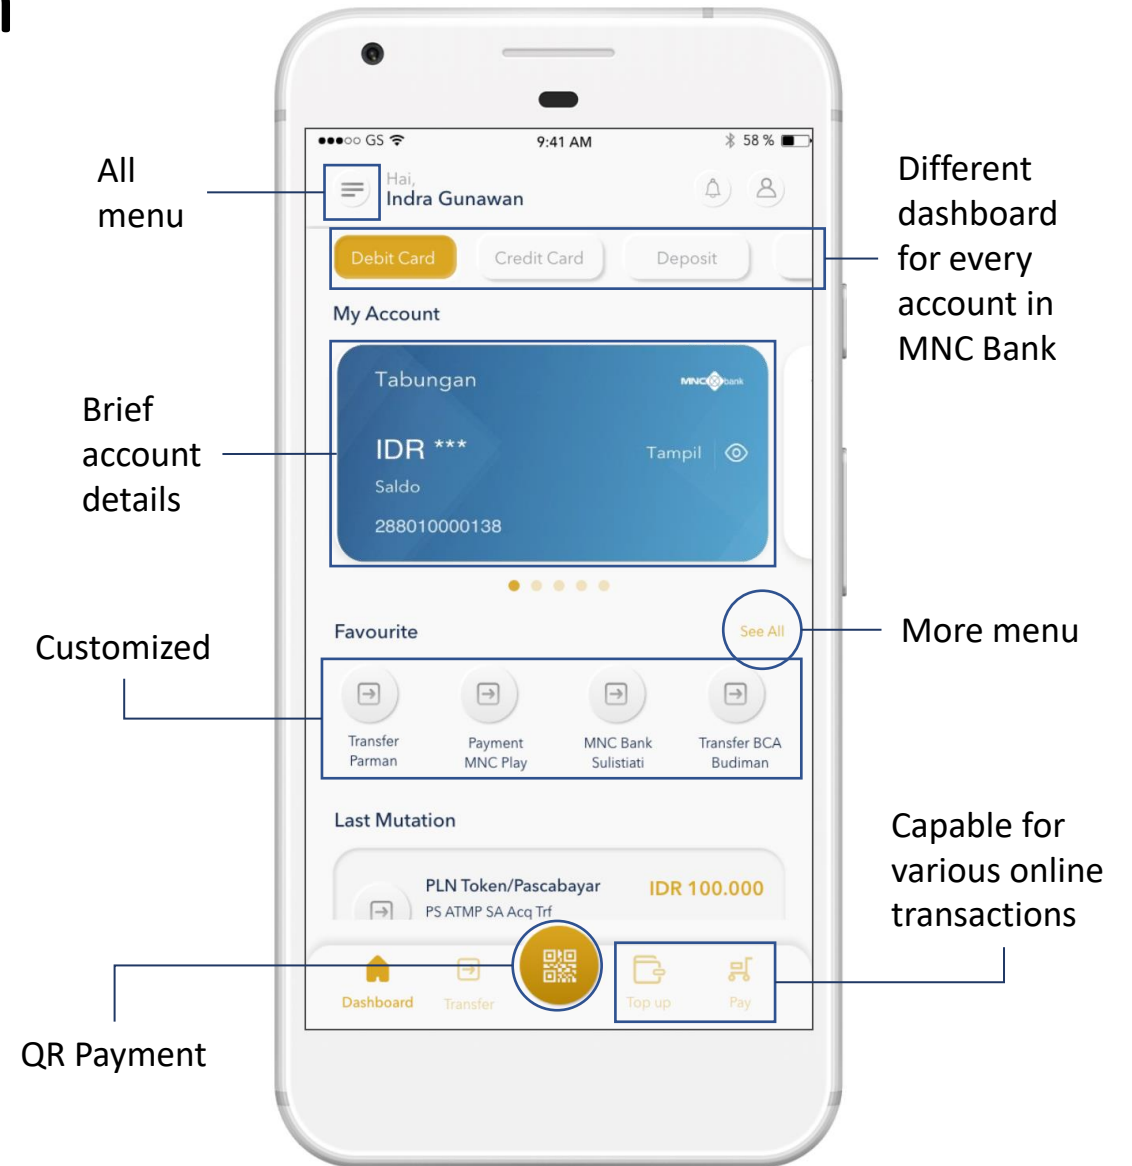 GS
9:41 AM
58 %
All
menu
Hai,
Indra Gunawan
Different
dashboard
for every
account in
MNC Bank
Debit Card
Credit Card
Deposit
My Account
Tabungan
MNC bank
IDR ***
Tampil
Saldo
288010000138
Brief
account
details
Customized
Favourite
See All
More menu
Transfer
Parman
Payment
MNC Play
MNC Bank
Sulistiati
Transfer BCA
Budiman
Last Mutation
PLN Token/Pascabayar
IDR 100.000
PS ATMP SA Acq Trf
Capable for
various online
transactions
Dashboard
Transfer
Top up
Pay
QR Payment